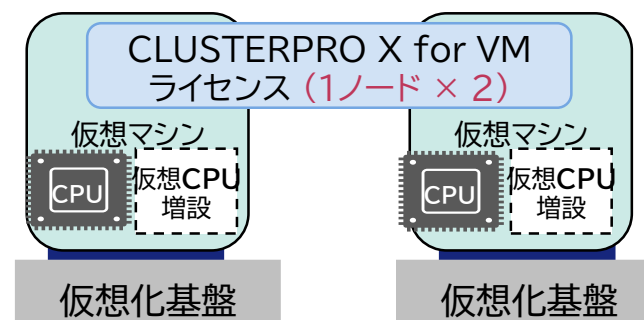 CLUSTERPRO X for VM
ライセンス (1ノード × 2)
仮想マシン
CPU
仮想CPU
増設
仮想化基盤
仮想マシン
CPU
仮想CPU
増設
仮想化基盤